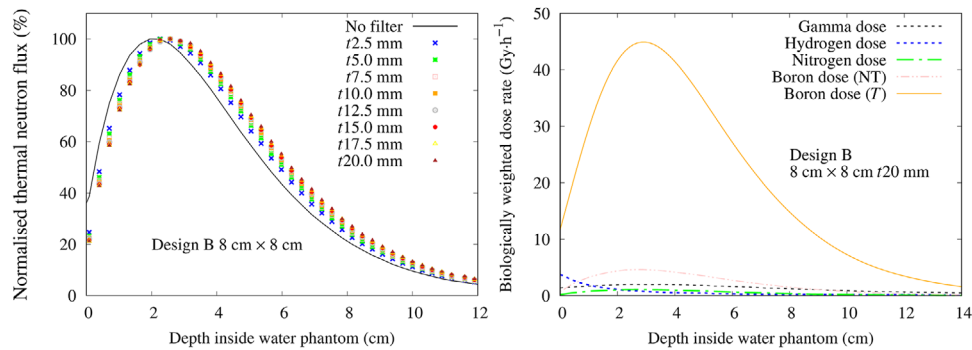 Normalised thermal neutron flux (%)
100
80
60
40
20
0
0 2 4 6 8 10 12
Depth inside water phantom (cm)
No filter
t2.5 mm
t5.0 mm
t7.5 mm
t10.0 mm
t12.5 mm
t15.0 mm
t17.5 mm
t20.0 mm
Design B 8 cm × 8 cm
Biologically weighted dose rate (Gy·h⁻¹)
50
40
30
20
10
0
0 2 4 6 8 10 12 14
Depth inside water phantom (cm)
Gamma dose
Hydrogen dose
Nitrogen dose
Boron dose (NT)
Boron dose (T)
Design B
8 cm × 8 cm t20 mm